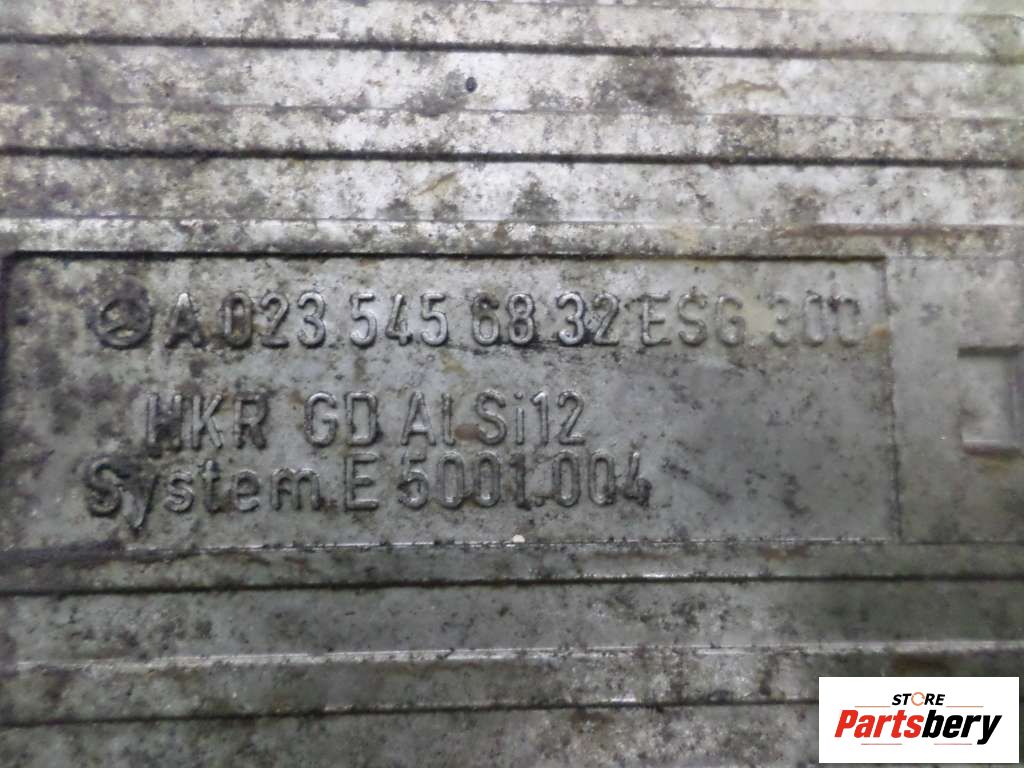 A 023 545 68 32 ESG 300
HKR GD AlSi12
System E 5001.004
STORE
Partsbery